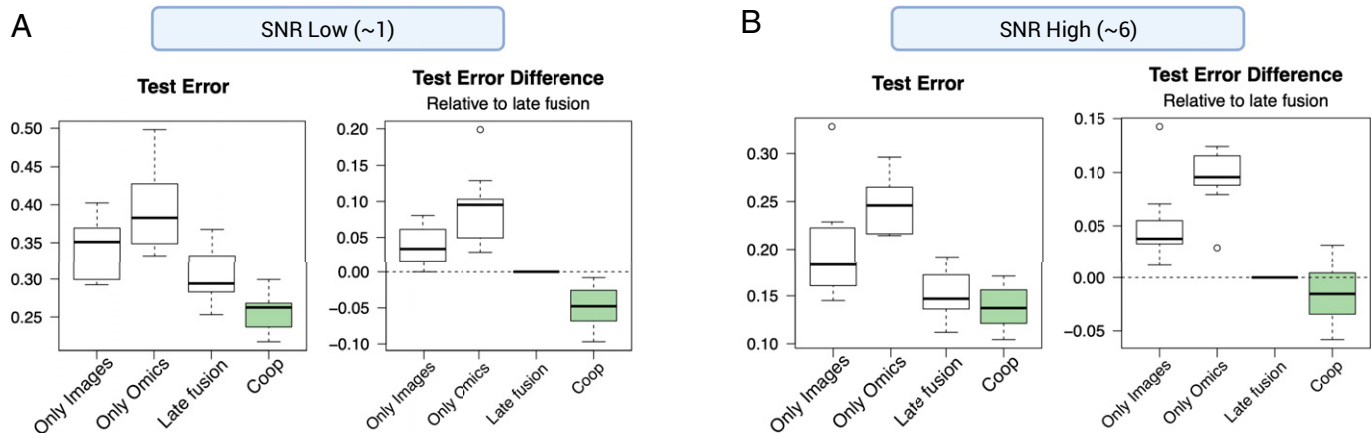 A
SNR Low (~1)
Test Error
0.50
0.45
0.40
0.35
0.30
0.25
Only Images
Only Omics
Late fusion
Coop
Test Error Difference
Relative to late fusion
0.20
0.15
0.10
0.05
0.00
−0.05
−0.10
Only Images
Only Omics
Late fusion
Coop
B
SNR High (~6)
Test Error
0.30
0.25
0.20
0.15
0.10
Only Images
Only Omics
Late fusion
Coop
Test Error Difference
Relative to late fusion
0.15
0.10
0.05
0.00
−0.05
Only Images
Only Omics
Late fusion
Coop